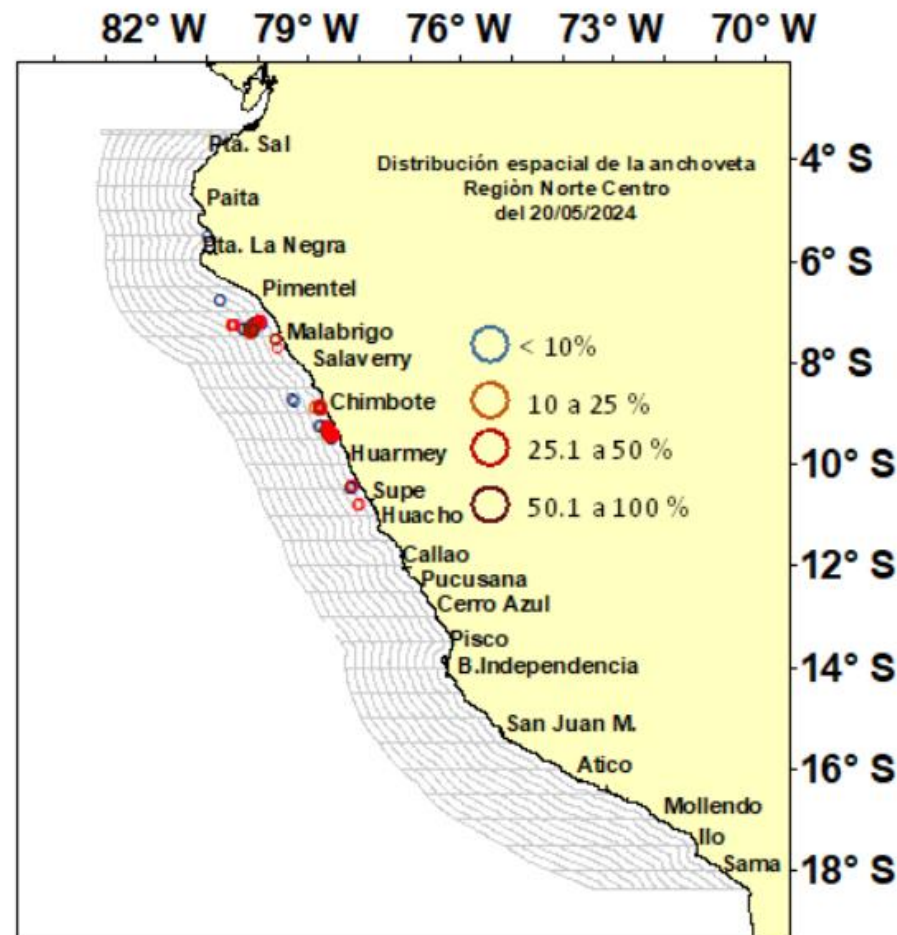 82° W 79° W 76° W 73° W 70° W
Pta. Sal
4° S
Distribución espacial de la anchoveta
Regiòn Norte Centro
del 20/05/2024
Paita
Pta. La Negra
6° S
Pimentel
Malabrigo
< 10%
Salaverry
8° S
Chimbote
10 a 25 %
Huarmey
25.1 a 50 %
10° S
Supe
50.1 a 100 %
Huacho
Callao
12° S
Pucusana
Cerro Azul
Pisco
B.Independencia
14° S
San Juan M.
Atico
16° S
Mollendo
Ilo
Sama
18° S